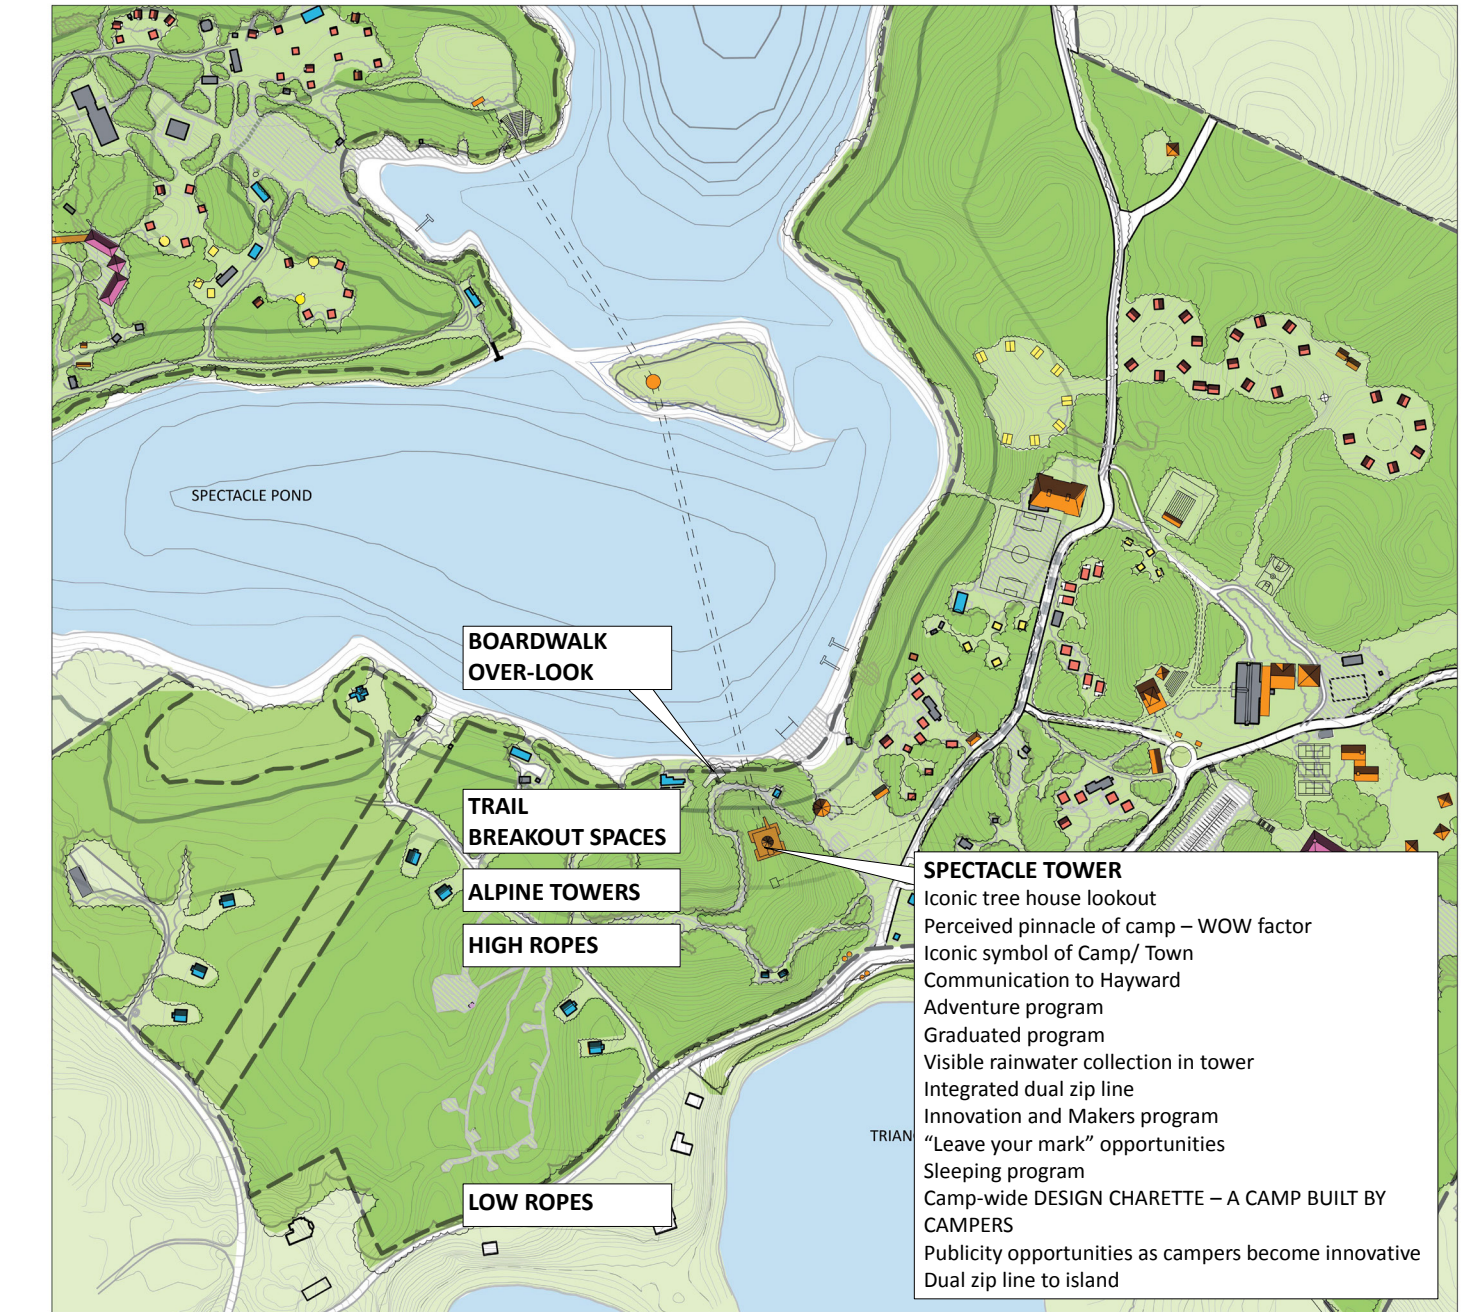 SPECTACLE POND
BOARDWALK
OVER-LOOK
TRAIL
BREAKOUT SPACES
ALPINE TOWERS
HIGH ROPES
LOW ROPES
TRIAN
SPECTACLE TOWER
Iconic tree house lookout
Perceived pinnacle of camp – WOW factor
Iconic symbol of Camp/ Town
Communication to Hayward
Adventure program
Graduated program
Visible rainwater collection in tower
Integrated dual zip line
Innovation and Makers program
“Leave your mark” opportunities
Sleeping program
Camp-wide DESIGN CHARETTE – A CAMP BUILT BY
CAMPERS
Publicity opportunities as campers become innovative
Dual zip line to island